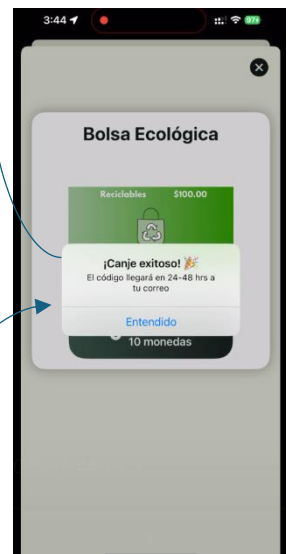 3:44
97
Bolsa Ecológica
Reciclables $100.00
¡Canje exitoso! 🎉
El código llegará en 24-48 hrs a
tu correo
Entendido
10 monedas